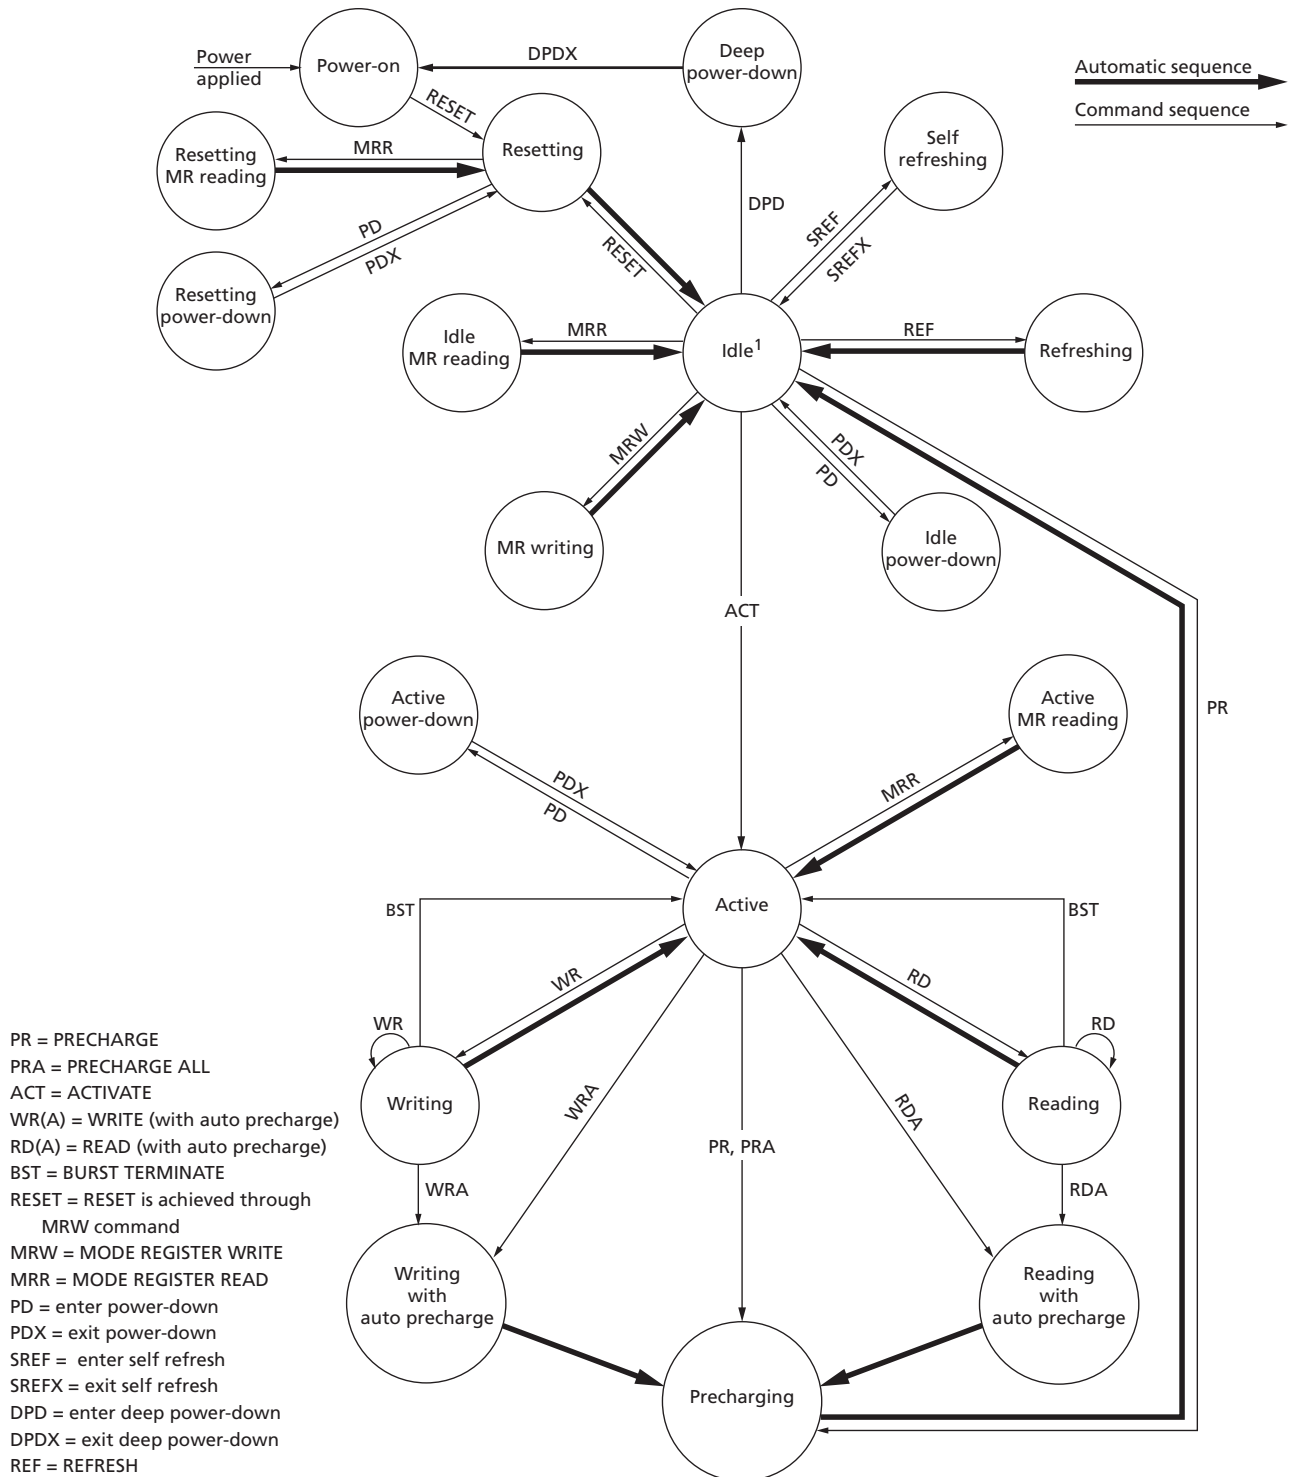 Power
applied
Power-on
DPDX
Deep
power-down
Automatic sequence
Command sequence
RESET
Resetting
MR reading
MRR
Resetting
Self
refreshing
DPD
SREF
SREFX
PD
PDX
RESET
Resetting
power-down
Idle
MR reading
MRR
Idle1
REF
Refreshing
MRW
PDX
PD
MR writing
Idle
power-down
ACT
Active
power-down
Active
MR reading
PR
PDX
PD
MRR
BST
Active
BST
WR
RD
WR
RD
Writing
Reading
WRA
RDA
PR, PRA
WRA
RDA
Writing
with
auto precharge
Reading
with
auto precharge
Precharging
PR = PRECHARGE
PRA = PRECHARGE ALL
ACT = ACTIVATE
WR(A) = WRITE (with auto precharge)
RD(A) = READ (with auto precharge)
BST = BURST TERMINATE
RESET = RESET is achieved through
MRW command
MRW = MODE REGISTER WRITE
MRR = MODE REGISTER READ
PD = enter power-down
PDX = exit power-down
SREF = enter self refresh
SREFX = exit self refresh
DPD = enter deep power-down
DPDX = exit deep power-down
REF = REFRESH